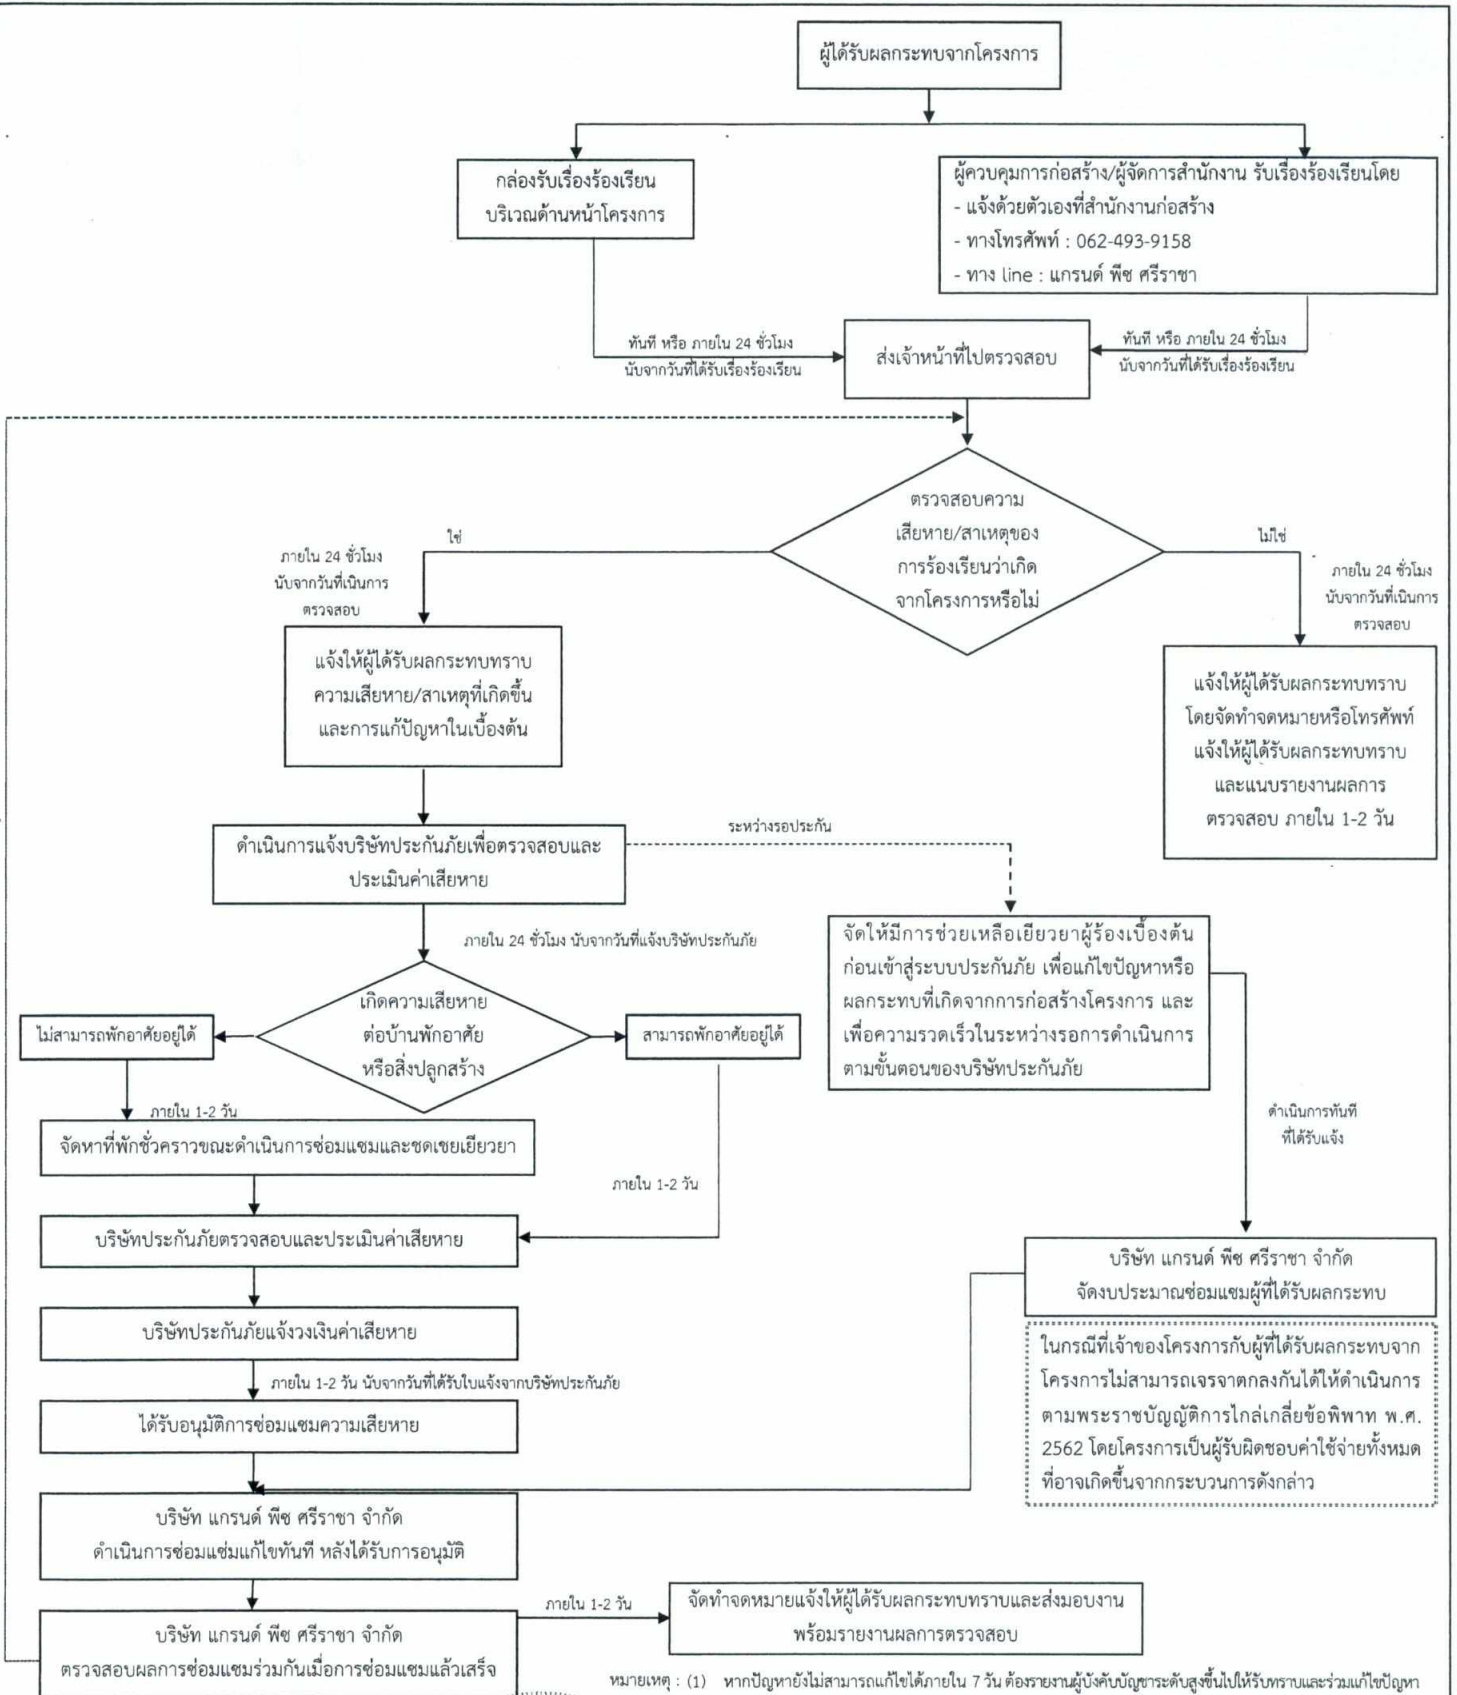 ผู้ได้รับผลกระทบจากโครงการ
กล่องรับเรื่องร้องเรียน
บริเวณด้านหน้าโครงการ
ผู้ควบคุมการก่อสร้าง/ผู้จัดการสำนักงาน รับเรื่องร้องเรียนโดย
- แจ้งด้วยตัวเองที่สำนักงานก่อสร้าง
- ทางโทรศัพท์ : 062-493-9158
- ทาง line : แกรนด์ พีช ศรีราชา
ทันที หรือ ภายใน 24 ชั่วโมง
นับจากวันที่ได้รับเรื่องร้องเรียน
ส่งเจ้าหน้าที่ไปตรวจสอบ
ทันที หรือ ภายใน 24 ชั่วโมง
นับจากวันที่ได้รับเรื่องร้องเรียน
ตรวจสอบความ
เสียหาย/สาเหตุของ
การร้องเรียนว่าเกิด
จากโครงการหรือไม่
ใช่
ภายใน 24 ชั่วโมง
นับจากวันที่เนินการ
ตรวจสอบ
ไม่ใช่
ภายใน 24 ชั่วโมง
นับจากวันที่เนินการ
ตรวจสอบ
แจ้งให้ผู้ได้รับผลกระทบทราบ
ความเสียหาย/สาเหตุที่เกิดขึ้น
และการแก้ปัญหาในเบื้องต้น
แจ้งให้ผู้ได้รับผลกระทบทราบ
โดยจัดทำจดหมายหรือโทรศัพท์
แจ้งให้ผู้ได้รับผลกระทบทราบ
และแนบรายงานผลการ
ตรวจสอบ ภายใน 1-2 วัน
ดำเนินการแจ้งบริษัทประกันภัยเพื่อตรวจสอบและ
ประเมินค่าเสียหาย
ระหว่างรอประกัน
ภายใน 24 ชั่วโมง นับจากวันที่แจ้งบริษัทประกันภัย
จัดให้มีการช่วยเหลือเยียวยาผู้ร้องเบื้องต้น
ก่อนเข้าสู่ระบบประกันภัย เพื่อแก้ไขปัญหาหรือ
ผลกระทบที่เกิดจากการก่อสร้างโครงการ และ
เพื่อความรวดเร็วในระหว่างรอการดำเนินการ
ตามขั้นตอนของบริษัทประกันภัย
เกิดความเสียหาย
ต่อบ้านพักอาศัย
หรือสิ่งปลูกสร้าง
ไม่สามารถพักอาศัยอยู่ได้
สามารถพักอาศัยอยู่ได้
ภายใน 1-2 วัน
จัดหาที่พักชั่วคราวขณะดำเนินการซ่อมแซมและชดเชยเยียวยา
ดำเนินการทันที
ที่ได้รับแจ้ง
ภายใน 1-2 วัน
บริษัทประกันภัยตรวจสอบและประเมินค่าเสียหาย
บริษัท แกรนด์ พีช ศรีราชา จำกัด
จัดงบประมาณซ่อมแซมผู้ที่ได้รับผลกระทบ
บริษัทประกันภัยแจ้งวงเงินค่าเสียหาย
ในกรณีที่เจ้าของโครงการกับผู้ที่ได้รับผลกระทบจาก
โครงการไม่สามารถเจรจาตกลงกันได้ให้ดำเนินการ
ตามพระราชบัญญัติการไกล่เกลี่ยข้อพิพาท พ.ศ.
2562 โดยโครงการเป็นผู้รับผิดชอบค่าใช้จ่ายทั้งหมด
ที่อาจเกิดขึ้นจากกระบวนการดังกล่าว
ภายใน 1-2 วัน นับจากวันที่ได้รับใบแจ้งจากบริษัทประกันภัย
ได้รับอนุมัติการซ่อมแซมความเสียหาย
บริษัท แกรนด์ พีช ศรีราชา จำกัด
ดำเนินการซ่อมแซ่มแก้ไขทันที หลังได้รับการอนุมัติ
บริษัท แกรนด์ พีช ศรีราชา จำกัด
ตรวจสอบผลการซ่อมแซมร่วมกันเมื่อการซ่อมแซมแล้วเสร็จ
ภายใน 1-2 วัน
จัดทำจดหมายแจ้งให้ผู้ได้รับผลกระทบทราบและส่งมอบงาน
พร้อมรายงานผลการตรวจสอบ
หมายเหตุ : (1) หากปัญหายังไม่สามารถแก้ไขได้ภายใน 7 วัน ต้องรายงานผู้บังคับบัญชาระดับสูงขึ้นไปให้รับทราบและร่วมแก้ไขปัญหา